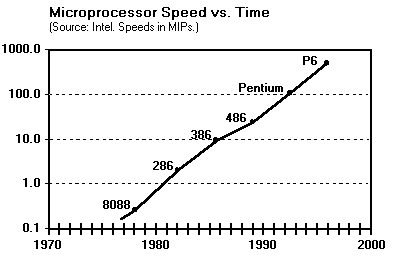 Microprocessor Speed vs. Time
(Source: Intel. Speeds in MIPs.)
1000.0
P6
100.0
Pentium
486
10.0
386
286
1.0
8088
0.1
1970 1980 1990 2000